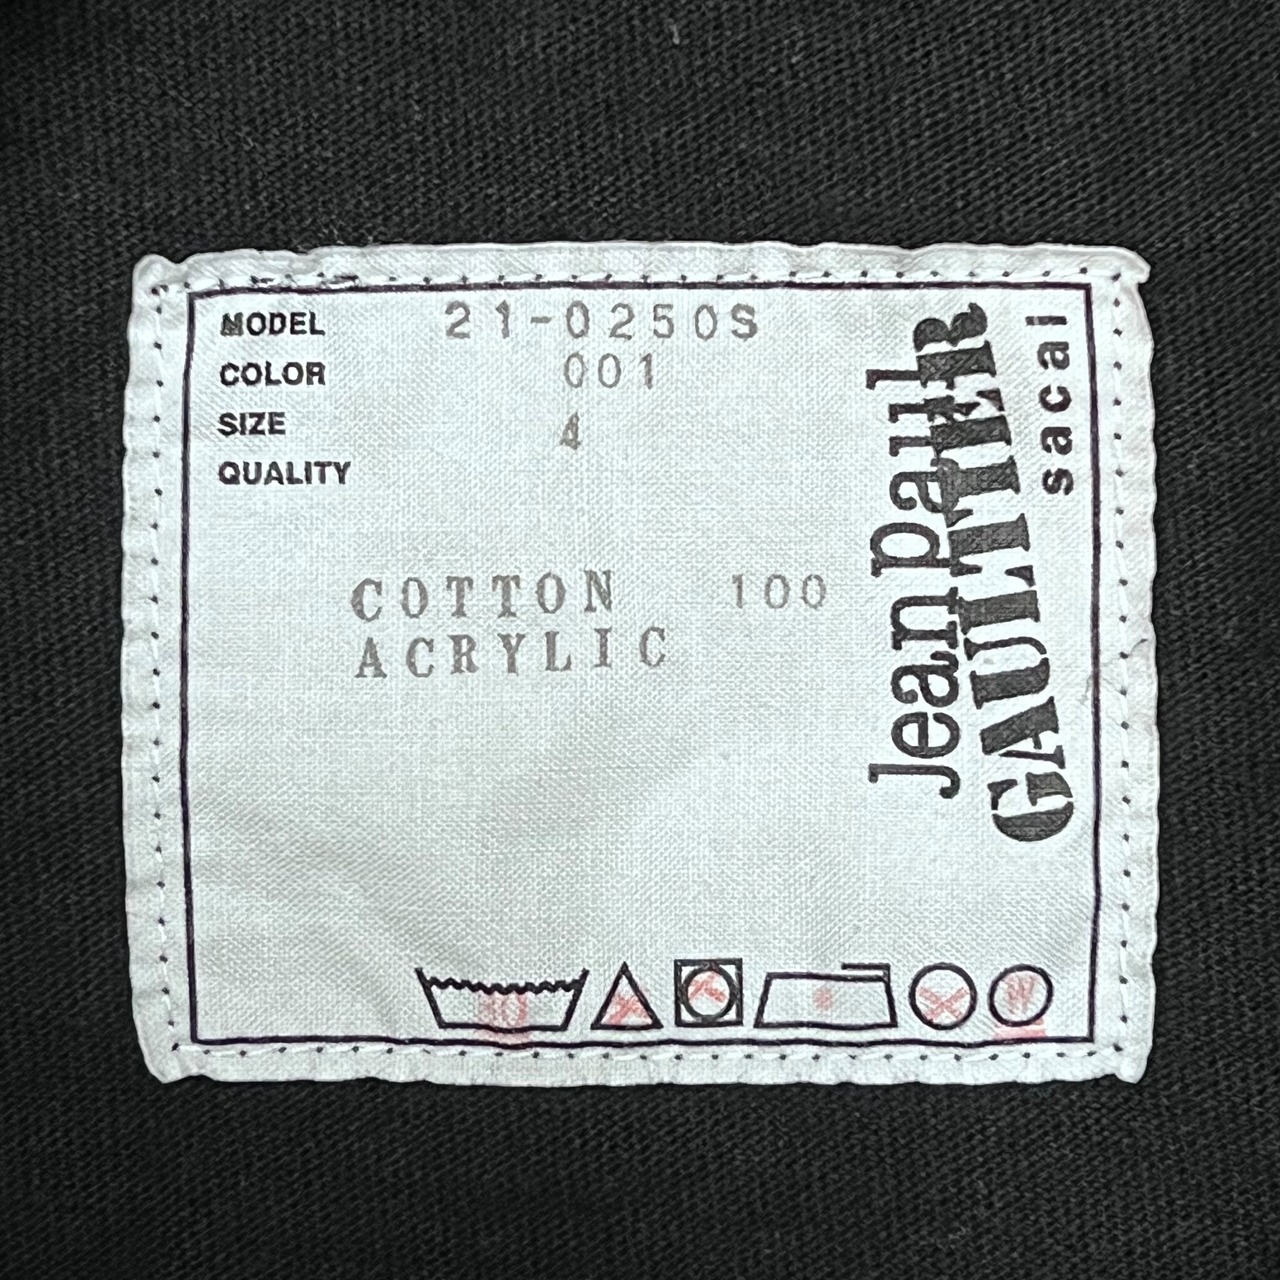 MODEL 21-0250S
COLOR 001
SIZE 4
QUALITY
COTTON 100
ACRYLIC
Jean Paul
GAULTIER
sacai
W